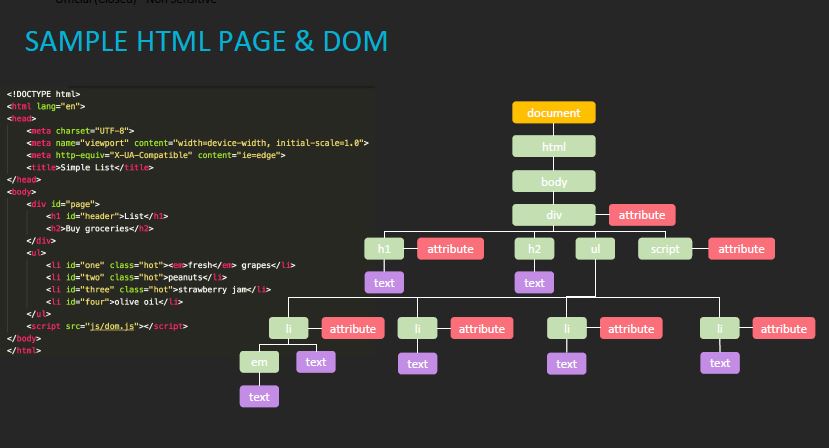 Official (Closed) - Non Sensitive
SAMPLE HTML PAGE & DOM
<!DOCTYPE html>
<html lang="en">
<head>
<meta charset="UTF-8">
<meta name="viewport" content="width=device-width, initial-scale=1.0">
<meta http-equiv="X-UA-Compatible" content="ie=edge">
<title>Simple List</title>
</head>
<body>
<div id="page">
<h1 id="header">List</h1>
<h2>Buy groceries</h2>
</div>
<ul>
<li id="one" class="hot"><em>fresh</em> grapes</li>
<li id="two" class="hot">peanuts</li>
<li id="three" class="hot">strawberry jam</li>
<li id="four">olive oil</li>
</ul>
<script src="js/dom.js"></script>
</body>
</html>
document
html
body
div attribute
h1 attribute h2 ul script attribute
text text
li attribute li attribute li attribute li attribute
em text text text text
text